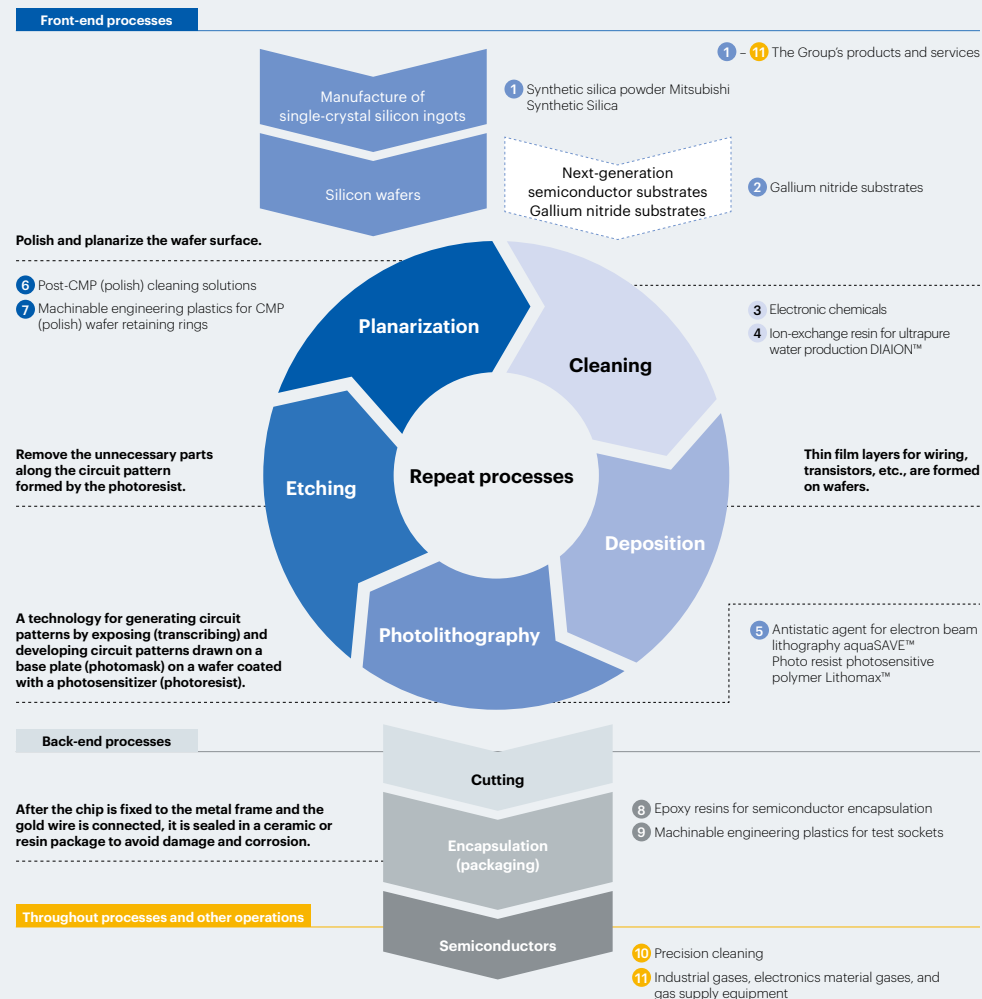 Front-end processes
1 – 11 The Group’s products and services
Manufacture of
single-crystal silicon ingots
1 Synthetic silica powder Mitsubishi
Synthetic Silica
Silicon wafers
Next-generation
semiconductor substrates
Gallium nitride substrates
2 Gallium nitride substrates
Polish and planarize the wafer surface.
6 Post-CMP (polish) cleaning solutions
7 Machinable engineering plastics for CMP
(polish) wafer retaining rings
Planarization
Cleaning
3 Electronic chemicals
4 Ion-exchange resin for ultrapure
water production DIAION™
Remove the unnecessary parts
along the circuit pattern
formed by the photoresist.
Etching
Repeat processes
Thin film layers for wiring,
transistors, etc., are formed
on wafers.
Deposition
A technology for generating circuit
patterns by exposing (transcribing) and
developing circuit patterns drawn on a
base plate (photomask) on a wafer coated
with a photosensitizer (photoresist).
Photolithography
5 Antistatic agent for electron beam
lithography aquaSAVE™
Photo resist photosensitive
polymer Lithomax™
Back-end processes
Cutting
After the chip is fixed to the metal frame and the
gold wire is connected, it is sealed in a ceramic or
resin package to avoid damage and corrosion.
Encapsulation
(packaging)
8 Epoxy resins for semiconductor encapsulation
9 Machinable engineering plastics for test sockets
Throughout processes and other operations
Semiconductors
10 Precision cleaning
11 Industrial gases, electronics material gases, and
gas supply equipment